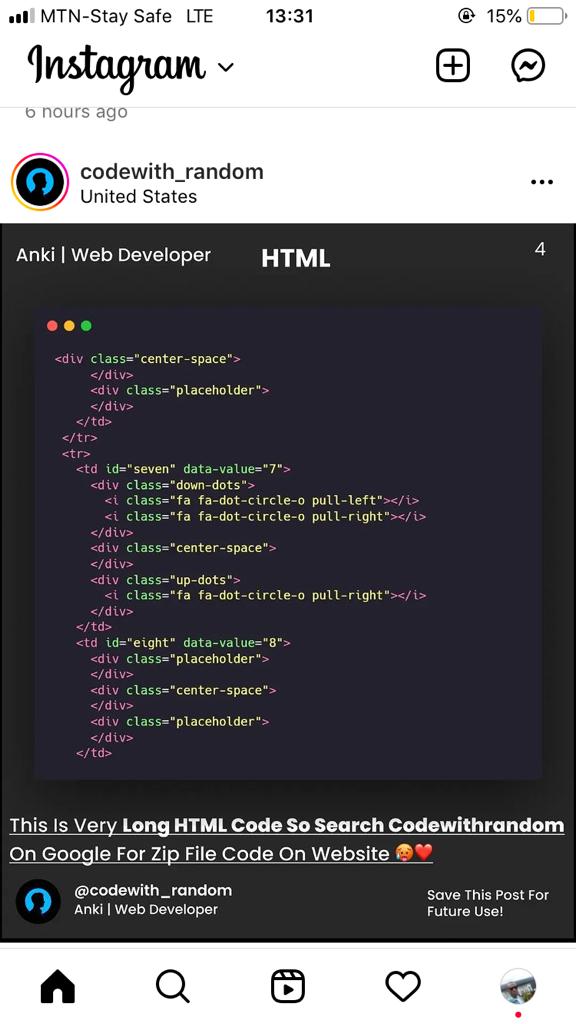 MTN-Stay Safe LTE 13:31 15%
Instagram
6 hours ago
codewith_random
United States
Anki | Web Developer HTML 4
<div class="center-space">
</div>
<div class="placeholder">
</div>
</td>
</tr>
<tr>
<td id="seven" data-value="7">
<div class="down-dots">
<i class="fa fa-dot-circle-o pull-left"></i>
<i class="fa fa-dot-circle-o pull-right"></i>
</div>
<div class="center-space">
</div>
<div class="up-dots">
<i class="fa fa-dot-circle-o pull-right"></i>
</div>
</td>
<td id="eight" data-value="8">
<div class="placeholder">
</div>
<div class="center-space">
</div>
<div class="placeholder">
</div>
</td>
This Is Very Long HTML Code So Search Codewithrandom
On Google For Zip File Code On Website 🥵❤️
@codewith_random
Anki | Web Developer
Save This Post For
Future Use!